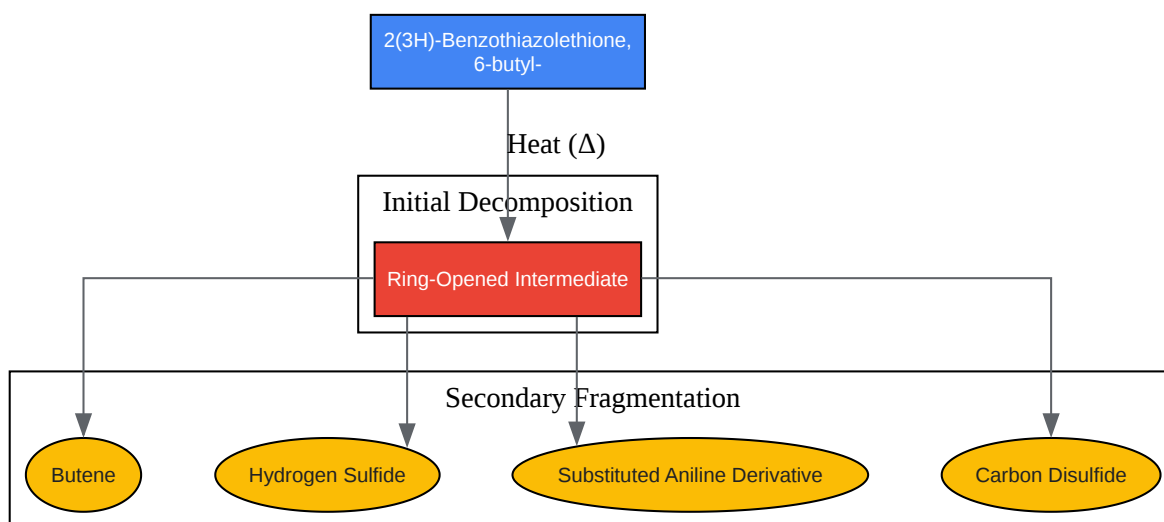 2(3H)-Benzothiazolethione,
6-butyl-
Heat (Δ)
Initial Decomposition
Ring-Opened Intermediate
Secondary Fragmentation
Butene
Hydrogen Sulfide
Substituted Aniline Derivative
Carbon Disulfide